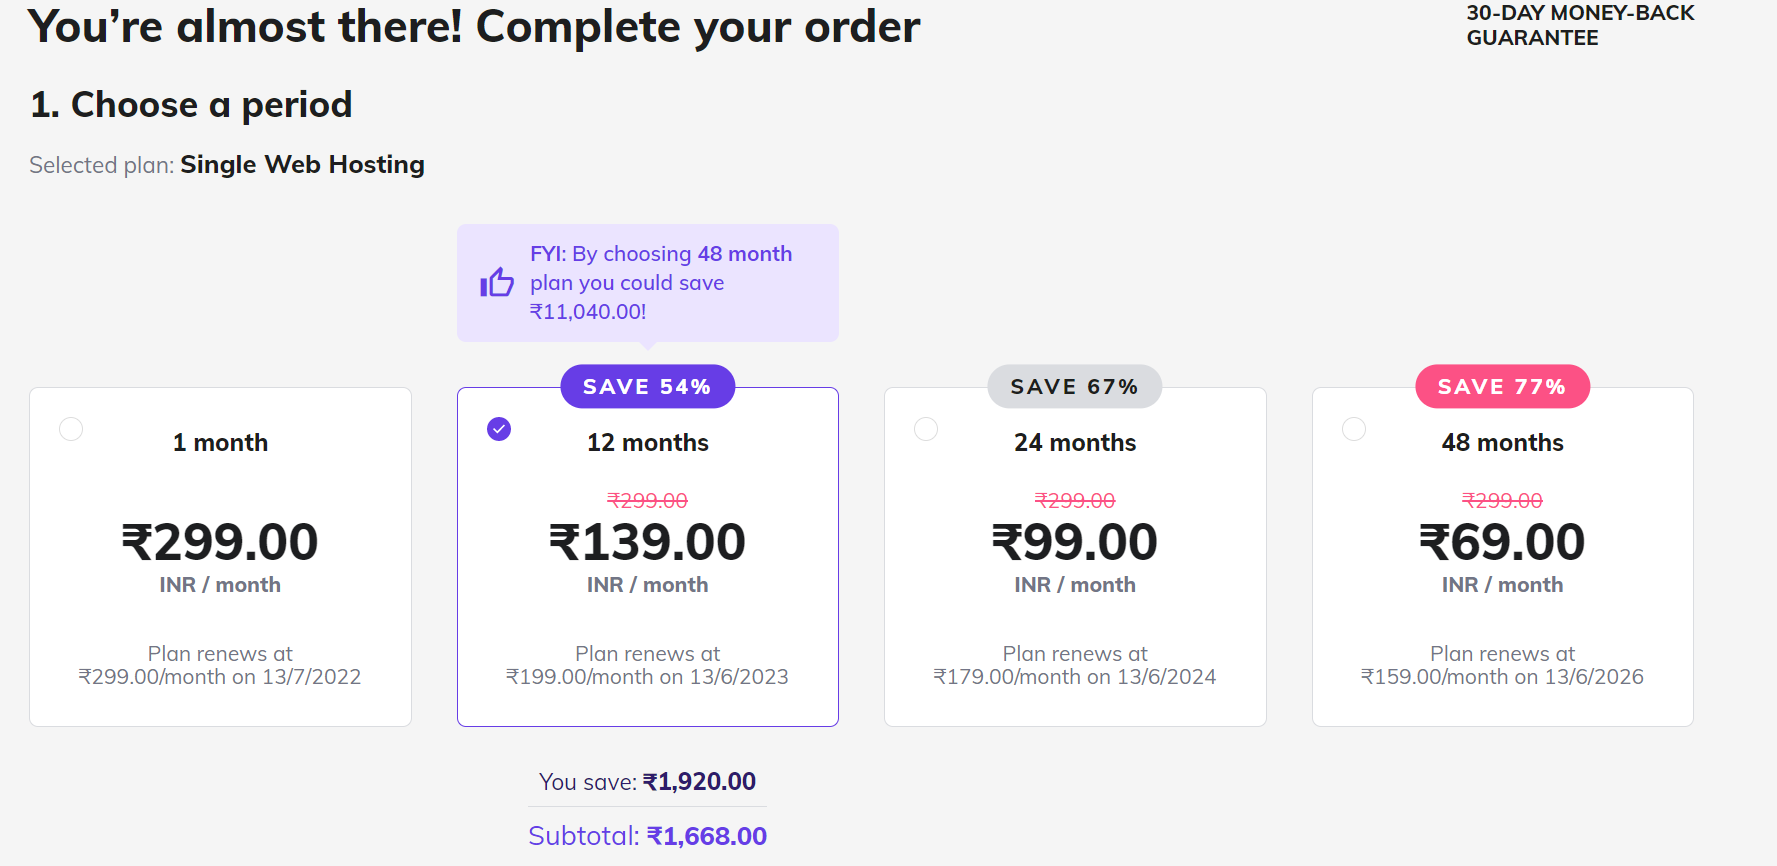 You’re almost there! Complete your order
30-DAY MONEY-BACK
GUARANTEE
1. Choose a period
Selected plan: Single Web Hosting
FYI: By choosing 48 month
plan you could save
₹11,040.00!
1 month
₹299.00
INR / month
Plan renews at
₹299.00/month on 13/7/2022
SAVE 54%
12 months
₹299.00
₹139.00
INR / month
Plan renews at
₹199.00/month on 13/6/2023
SAVE 67%
24 months
₹299.00
₹99.00
INR / month
Plan renews at
₹179.00/month on 13/6/2024
SAVE 77%
48 months
₹299.00
₹69.00
INR / month
Plan renews at
₹159.00/month on 13/6/2026
You save: ₹1,920.00
Subtotal: ₹1,668.00